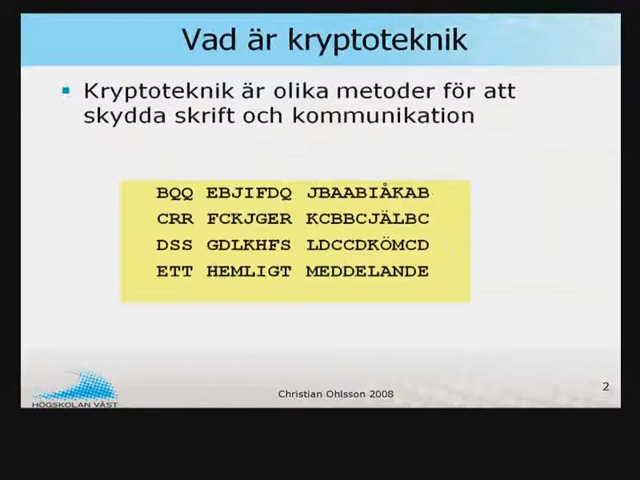 Vad är kryptoteknik
Kryptoteknik är olika metoder för att
skydda skrift och kommunikation
BQQ EBJIFDQ JBAABIÅKAB
CRR FCKJGER KCBBCJÄLBC
DSS GDLKHFS LDCCDKÖMCD
ETT HEMLIGT MEDDELANDE
HÖGSKOLAN VÄST
Christian Ohlsson 2008
2